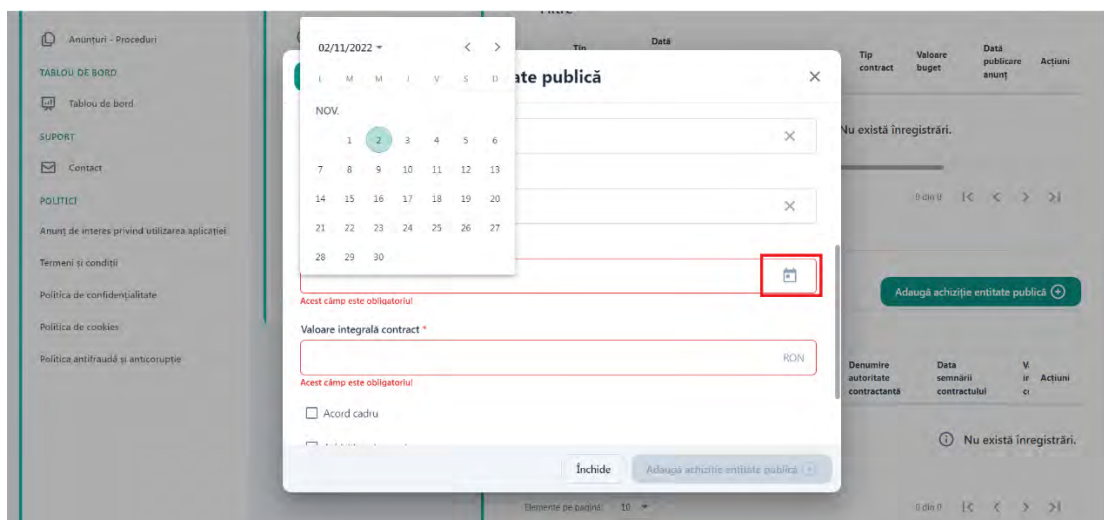 Filtre
Anunțuri - Proceduri
TABLOU DE BORD
Tablou de bord
SUPORT
Contact
POLITICI
Anunț de interes privind utilizarea aplicației
Termeni și condiții
Politica de confidențialitate
Politica de cookies
Politica antifraudă și anticorupție
02/11/2022
L M M J V S D
NOV.
1 2 3 4 5 6
7 8 9 10 11 12 13
14 15 16 17 18 19 20
21 22 23 24 25 26 27
28 29 30
Tip
Dată
ate publică
Acest câmp este obligatoriu!
Valoare integrală contract *
RON
Acest câmp este obligatoriu!
Acord cadru
Închide
Adaugă achiziție entitate publică
Elemente pe pagină: 10
Tip contract
Valoare buget
Dată publicare anunț
Acțiuni
Nu există înregistrări.
0 din 0
Adaugă achiziție entitate publică
Denumire autoritate contractantă
Data semnării contractului
Acțiuni
Nu există înregistrări.
0 din 0